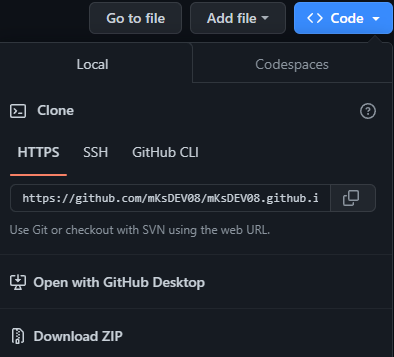 Go to file Add file Code
Local Codespaces
Clone
HTTPS SSH GitHub CLI
https://github.com/mKsDEV08/mKsDEV08.github.i
Use Git or checkout with SVN using the web URL.
Open with GitHub Desktop
Download ZIP